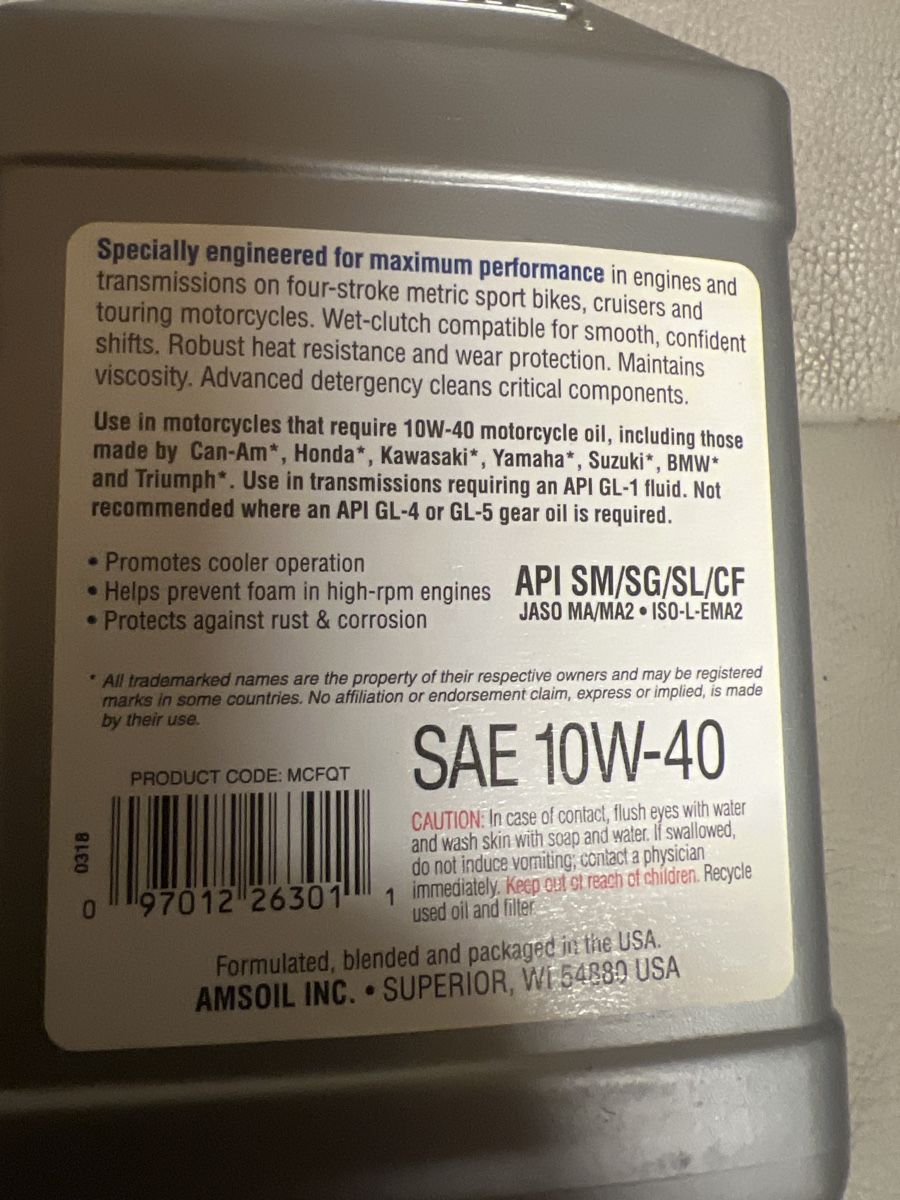 Specially engineered for maximum performance in engines and
transmissions on four-stroke metric sport bikes, cruisers and
touring motorcycles. Wet-clutch compatible for smooth, confident
shifts. Robust heat resistance and wear protection. Maintains
viscosity. Advanced detergency cleans critical components.
Use in motorcycles that require 10W-40 motorcycle oil, including those
made by Can-Am*, Honda*, Kawasaki*, Yamaha*, Suzuki*, BMW*
and Triumph*. Use in transmissions requiring an API GL-1 fluid. Not
recommended where an API GL-4 or GL-5 gear oil is required.
• Promotes cooler operation
• Helps prevent foam in high-rpm engines
• Protects against rust & corrosion
API SM/SG/SL/CF
JASO MA/MA2 • ISO-L-EMA2
* All trademarked names are the property of their respective owners and may be registered
marks in some countries. No affiliation or endorsement claim, express or implied, is made
by their use.
SAE 10W-40
PRODUCT CODE: MCFQT
0318
0 97012 26301 1
CAUTION: In case of contact, flush eyes with water
and wash skin with soap and water. If swallowed,
do not induce vomiting; contact a physician
immediately. Keep out of reach of children. Recycle
used oil and filter
Formulated, blended and packaged in the USA.
AMSOIL INC. • SUPERIOR, WI 54880 USA